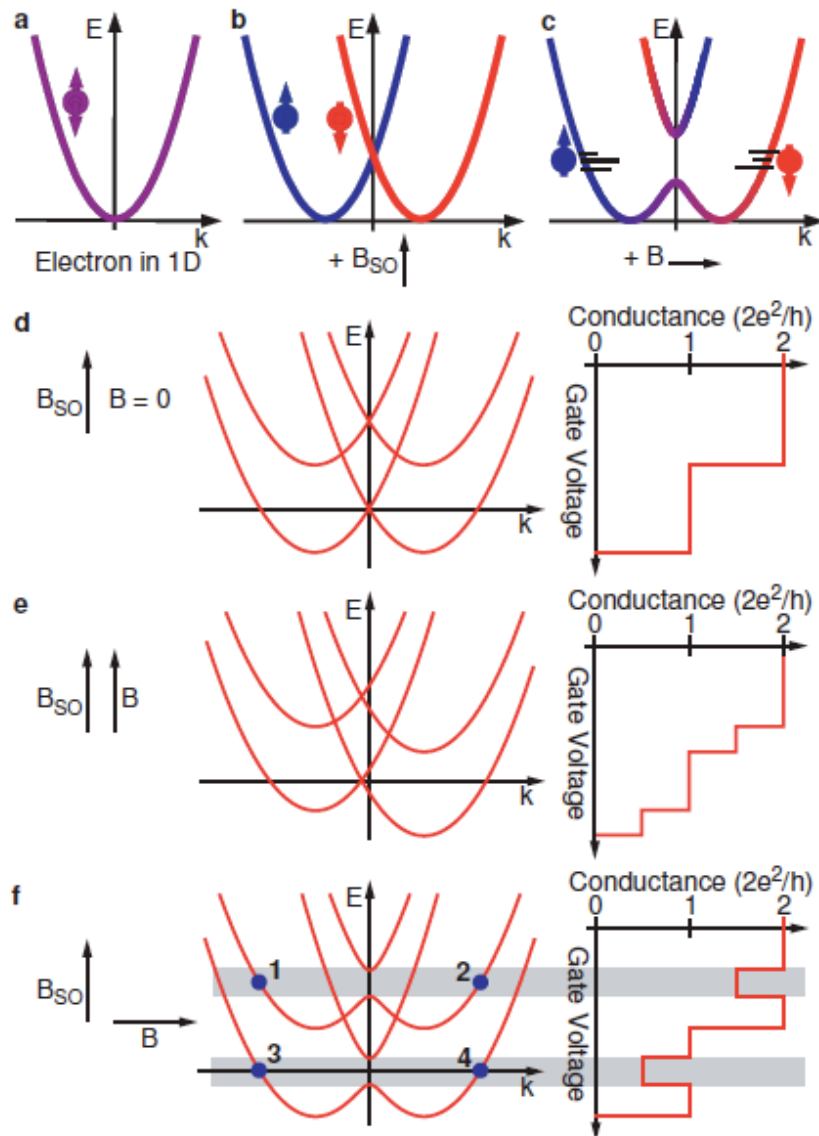 a
E
k
Electron in 1D
b
E
k
+ BSO
c
E
k
+ B
d
BSO
B = 0
E
k
Conductance (2e²/h)
0 1 2
Gate Voltage
e
BSO
B
E
k
Conductance (2e²/h)
0 1 2
Gate Voltage
f
BSO
B
E
k
1
2
3
4
Conductance (2e²/h)
0 1 2
Gate Voltage